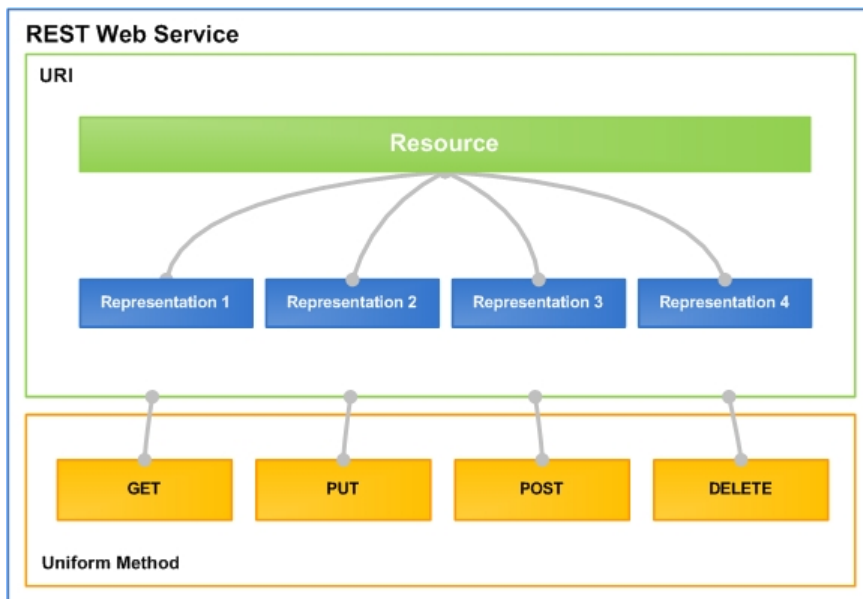 REST Web Service
URI
Resource
Representation 1
Representation 2
Representation 3
Representation 4
GET
PUT
POST
DELETE
Uniform Method